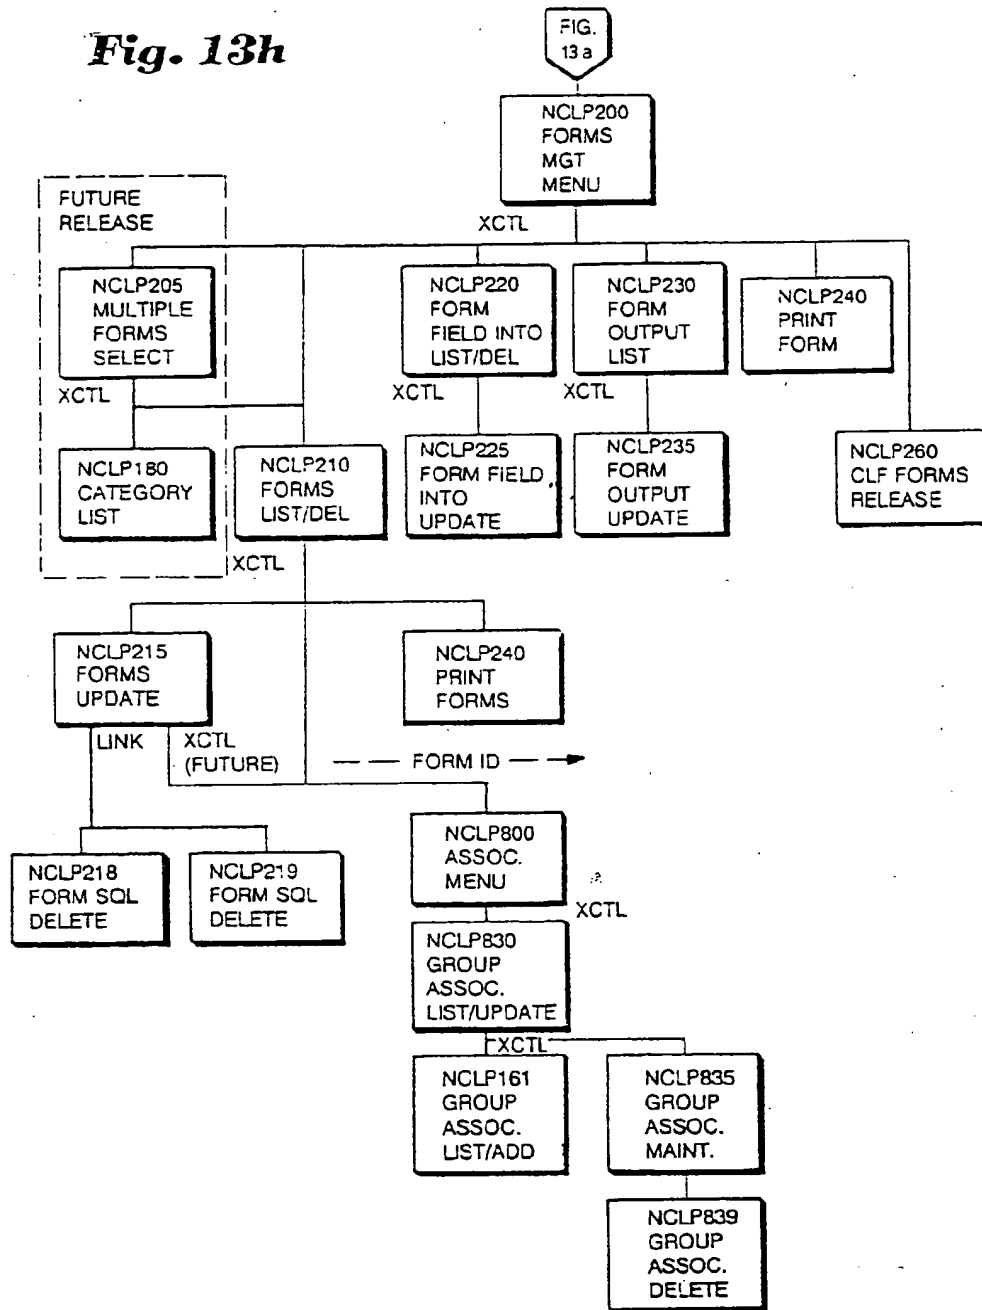 Fig. 13h
FIG.
13a
NCLP200
FORMS
MGT
MENU
XCTL
FUTURE
RELEASE
NCLP205
MULTIPLE
FORMS
SELECT
XCTL
NCLP220
FORM
FIELD INTO
LIST/DEL
XCTL
NCLP230
FORM
OUTPUT
LIST
XCTL
NCLP240
PRINT
FORM
NCLP180
CATEGORY
LIST
NCLP210
FORMS
LIST/DEL
XCTL
NCLP225
FORM FIELD
INTO
UPDATE
NCLP235
FORM
OUTPUT
UPDATE
NCLP260
CLF FORMS
RELEASE
NCLP215
FORMS
UPDATE
NCLP240
PRINT
FORMS
LINK
XCTL
(FUTURE)
FORM ID
NCLP218
FORM SQL
DELETE
NCLP219
FORM SQL
DELETE
NCLP800
ASSOC.
MENU
XCTL
NCLP830
GROUP
ASSOC.
LIST/UPDATE
XCTL
NCLP161
GROUP
ASSOC.
LIST/ADD
NCLP835
GROUP
ASSOC.
MAINT.
NCLP839
GROUP
ASSOC.
DELETE